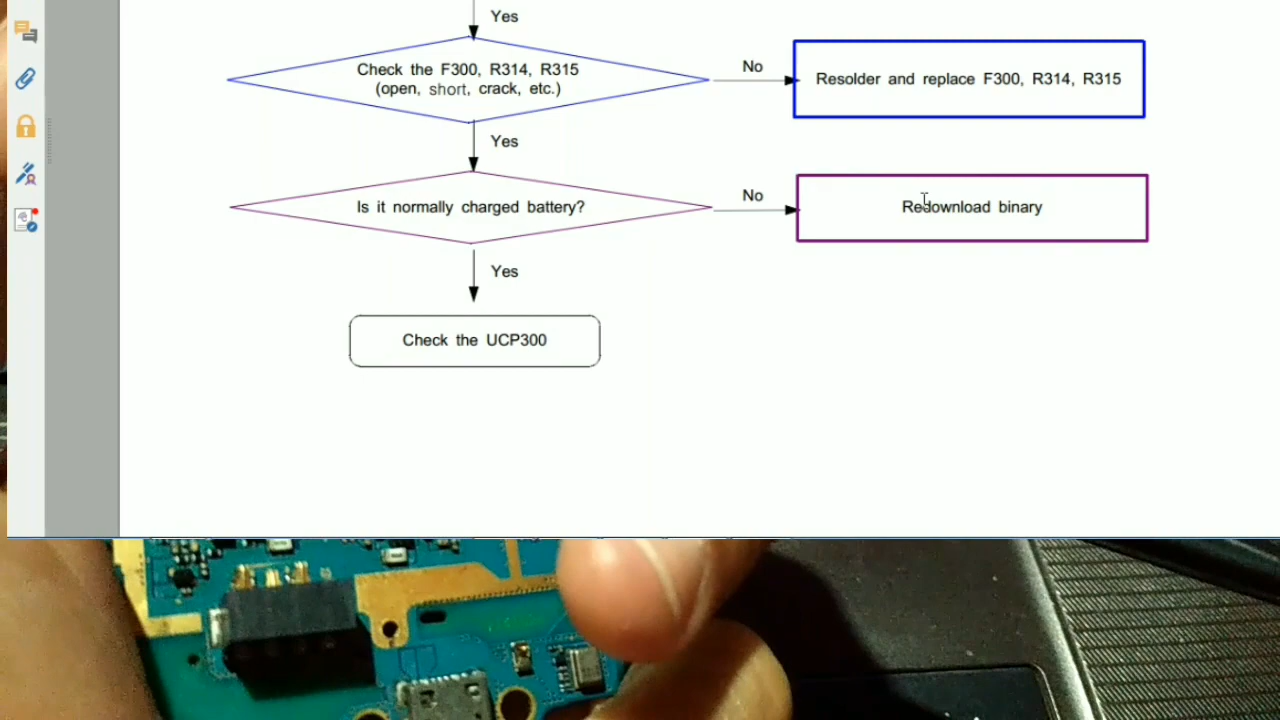 Yes
Check the F300, R314, R315
(open, short, crack, etc.)
No
Resolder and replace F300, R314, R315
Yes
Is it normally charged battery?
No
Redownload binary
Yes
Check the UCP300